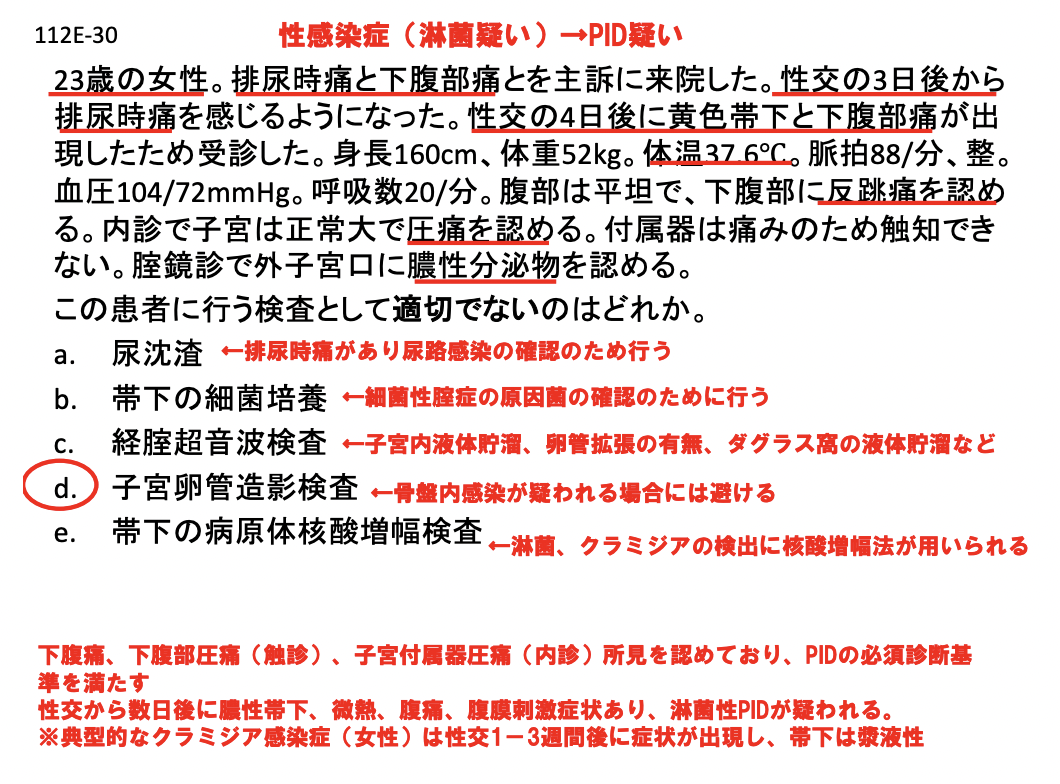 112E-30
性感染症（淋菌疑い）→PID疑い
23歳の女性。排尿時痛と下腹部痛とを主訴に来院した。性交の3日後から
排尿時痛を感じるようになった。性交の4日後に黄色帯下と下腹部痛が出
現したため受診した。身長160cm、体重52kg。体温37.6℃。脈拍88/分、整。
血圧104/72mmHg。呼吸数20/分。腹部は平坦で、下腹部に反跳痛を認め
る。内診で子宮は正常大で圧痛を認める。付属器は痛みのため触知でき
ない。腟鏡診で外子宮口に膿性分泌物を認める。
この患者に行う検査として適切でないのはどれか。
a. 尿沈渣 ←排尿時痛があり尿路感染の確認のため行う
b. 帯下の細菌培養 ←細菌性腟症の原因菌の確認のために行う
c. 経腟超音波検査 ←子宮内液体貯溜、卵管拡張の有無、ダグラス窩の液体貯溜など
d. 子宮卵管造影検査 ←骨盤内感染が疑われる場合には避ける
e. 帯下の病原体核酸増幅検査 ←淋菌、クラミジアの検出に核酸増幅法が用いられる
下腹痛、下腹部圧痛（触診）、子宮付属器圧痛（内診）所見を認めており、PIDの必須診断基
準を満たす
性交から数日後に膿性帯下、微熱、腹痛、腹膜刺激症状あり、淋菌性PIDが疑われる。
※典型的なクラミジア感染症（女性）は性交1－3週間後に症状が出現し、帯下は漿液性